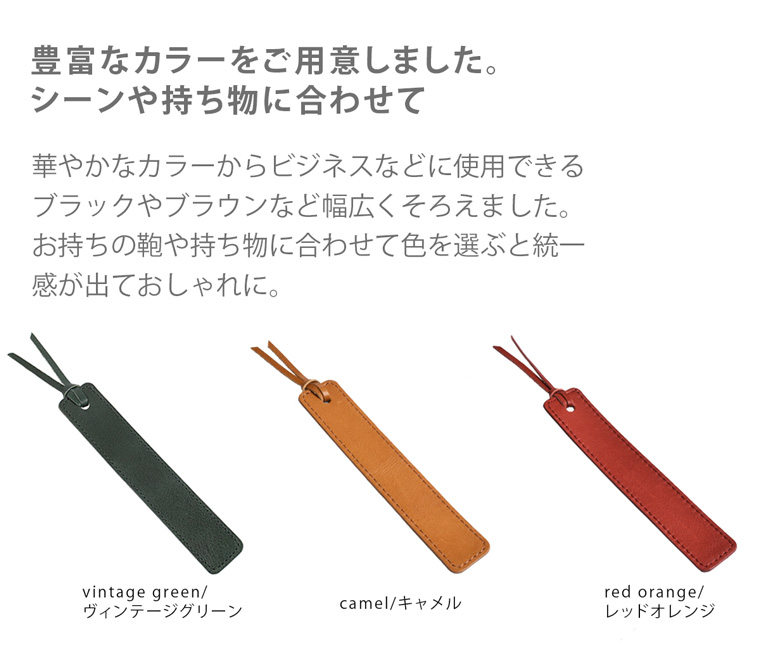 豊富なカラーをご用意しました。
シーンや持ち物に合わせて
華やかなカラーからビジネスなどに使用できる
ブラックやブラウンなど幅広くそろえました。
お持ちの鞄や持ち物に合わせて色を選ぶと統一
感が出ておしゃれに。
vintage green/
ヴィンテージグリーン
camel/キャメル
red orange/
レッドオレンジ